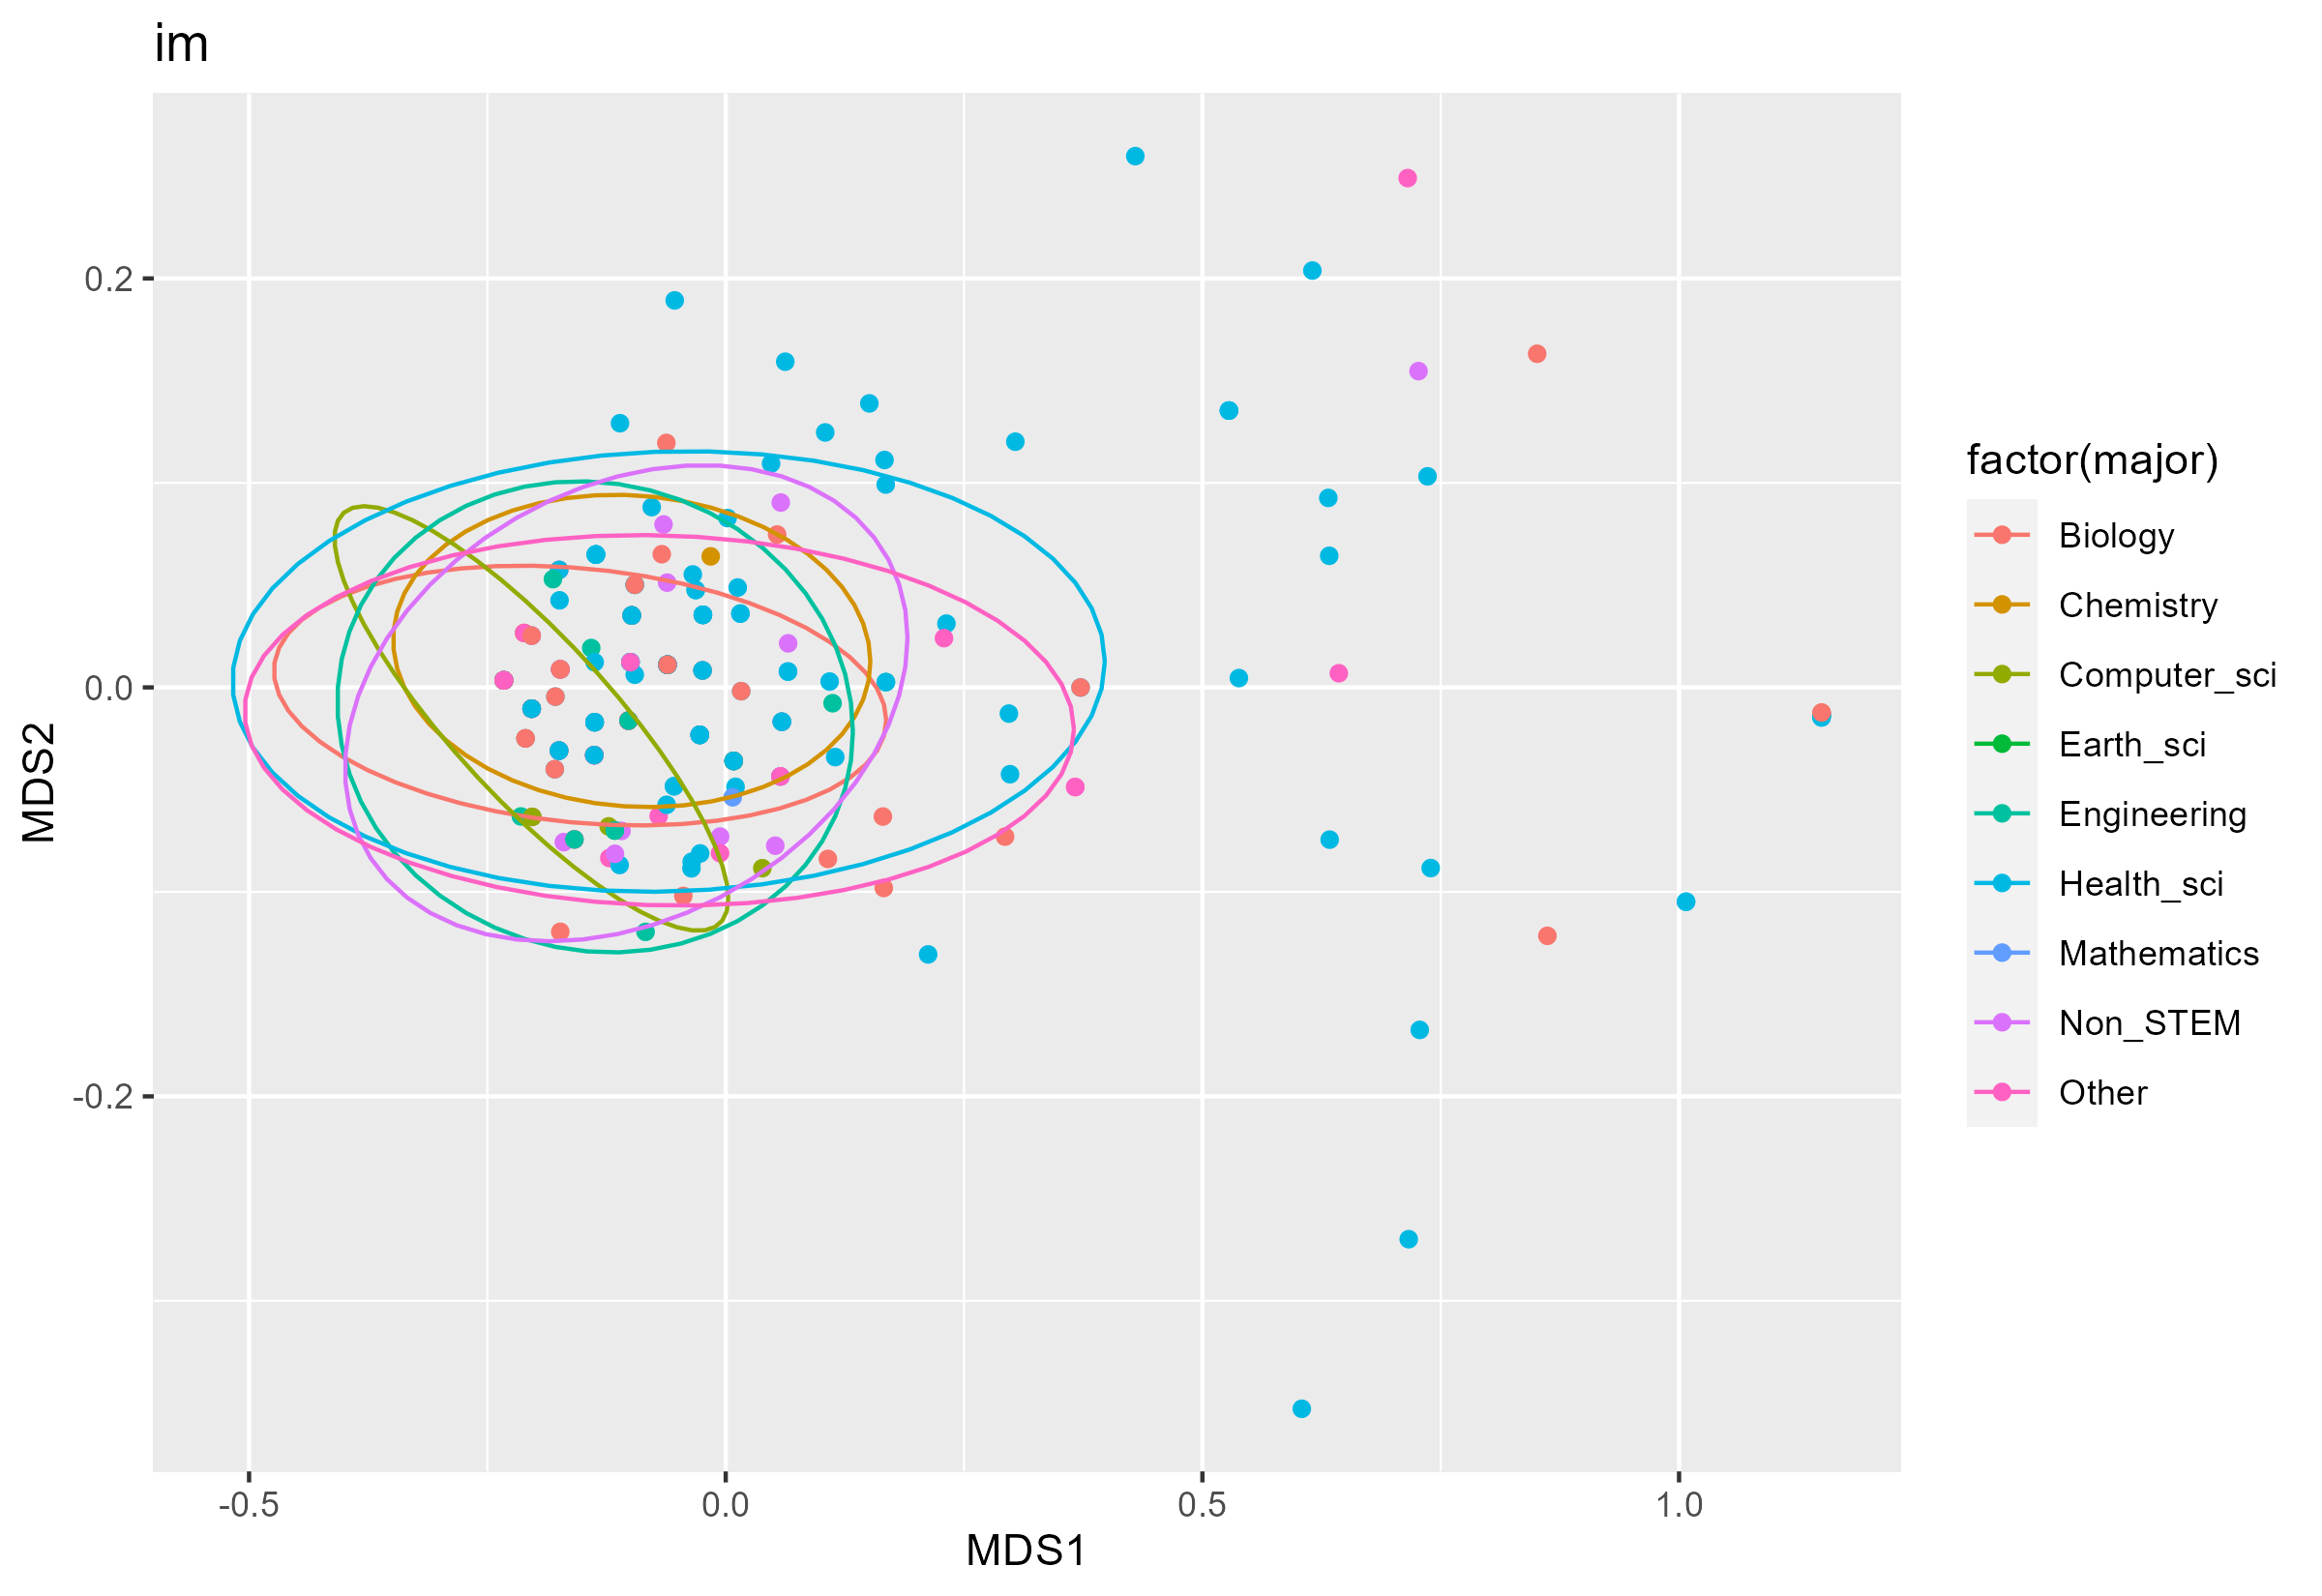 im
0.2
0.0
-0.2
MDS2
-0.5
0.0
0.5
1.0
MDS1
factor(major)
Biology
Chemistry
Computer_sci
Earth_sci
Engineering
Health_sci
Mathematics
Non_STEM
Other